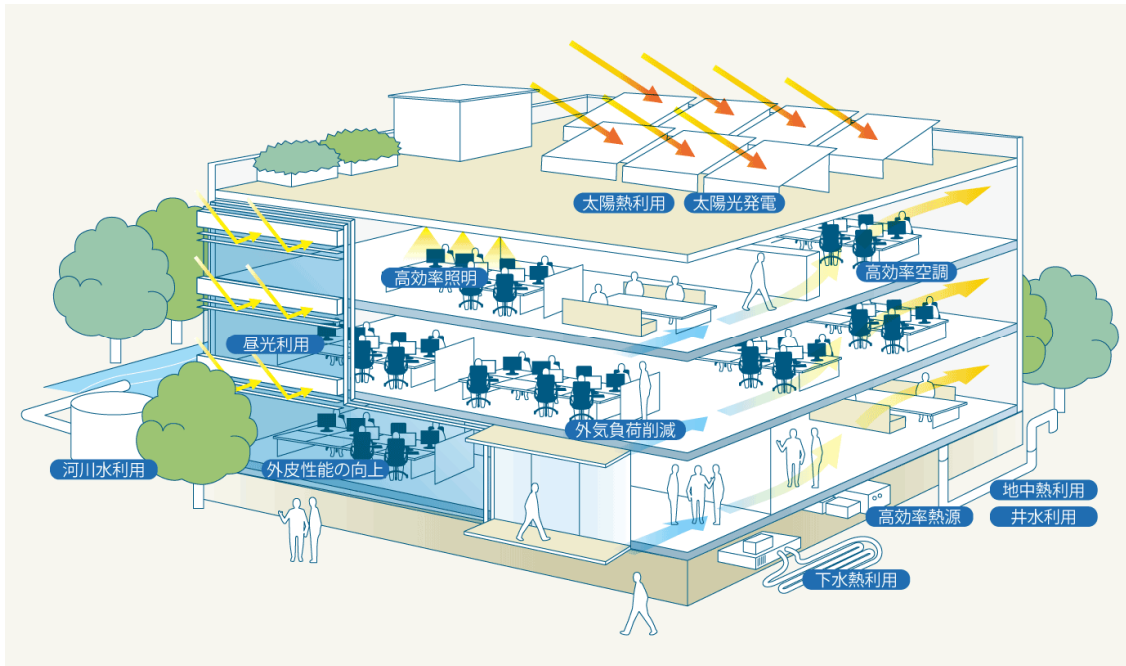 太陽熱利用
太陽光発電
高効率照明
高効率空調
昼光利用
外気負荷削減
河川水利用
外皮性能の向上
地中熱利用
高効率熱源
井水利用
下水熱利用